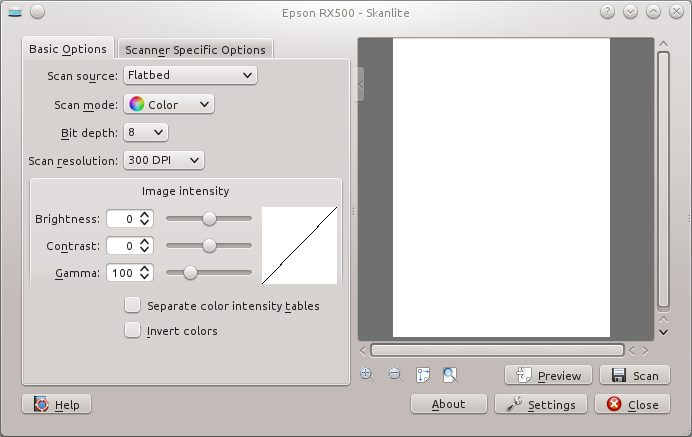 Epson RX500 - Skanlite
Basic Options
Scanner Specific Options
Scan source: Flatbed
Scan mode: Color
Bit depth: 8
Scan resolution: 300 DPI
Image intensity
Brightness: 0
Contrast: 0
Gamma: 100
Separate color intensity tables
Invert colors
Preview
Scan
Help
About
Settings
Close